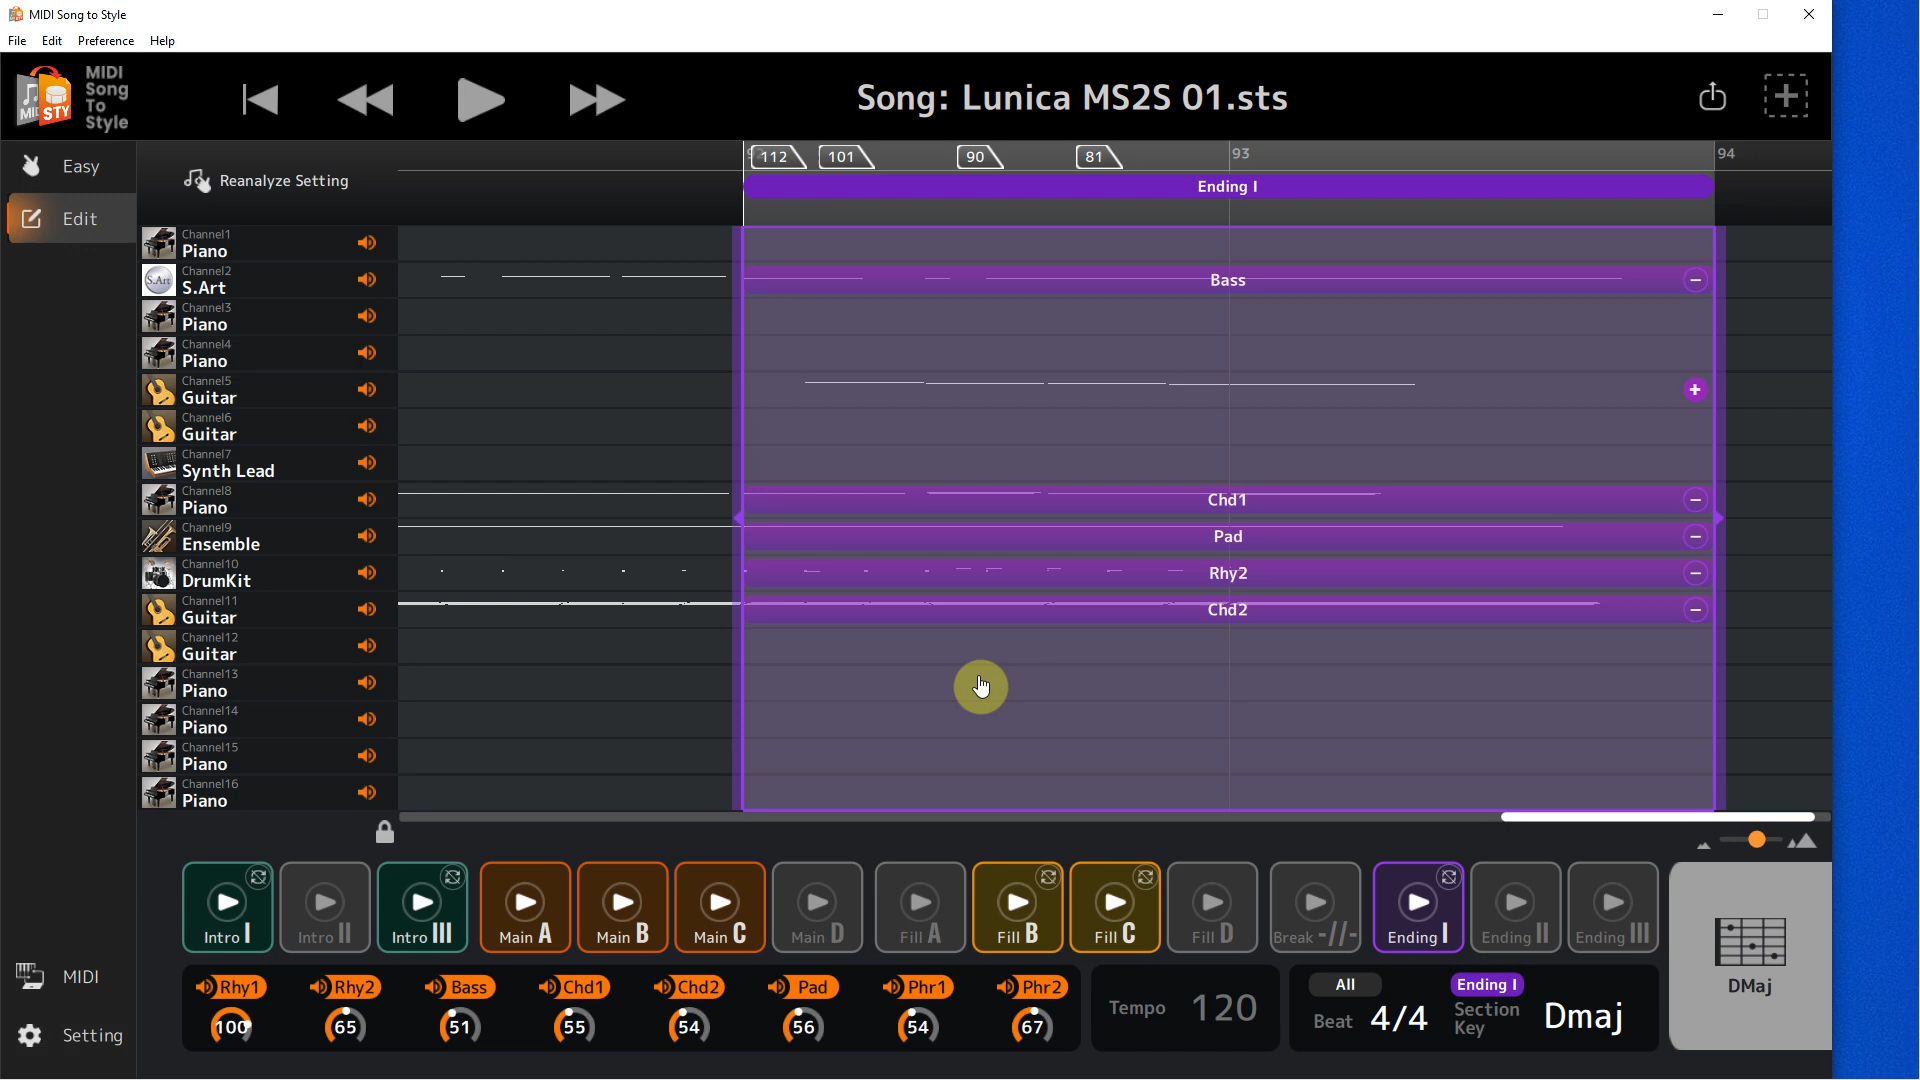 MIDI Song to Style
File Edit Preference Help
MIDI
Song
To
Style
MI STY
Song: Lunica MS2S 01.sts
Easy
Edit
Reanalyze Setting
112 101 90 81 93 94
Ending I
Channel1
Piano
Channel2
S.Art
S.Art
Bass
Channel3
Piano
Channel4
Piano
Channel5
Guitar
Channel6
Guitar
Channel7
Synth Lead
Channel8
Piano
Chd1
Channel9
Ensemble
Pad
Channel10
DrumKit
Rhy2
Channel11
Guitar
Chd2
Channel12
Guitar
Channel13
Piano
Channel14
Piano
Channel15
Piano
Channel16
Piano
Intro I Intro II Intro III Main A Main B Main C Main D Fill A Fill B Fill C Fill D Break -//- Ending I Ending II Ending III
DMaj
MIDI
Setting
Rhy1 Rhy2 Bass Chd1 Chd2 Pad Phr1 Phr2
100 65 51 55 54 56 54 67
Tempo 120
All
Beat 4/4
Ending I
Section
Key
Dmaj